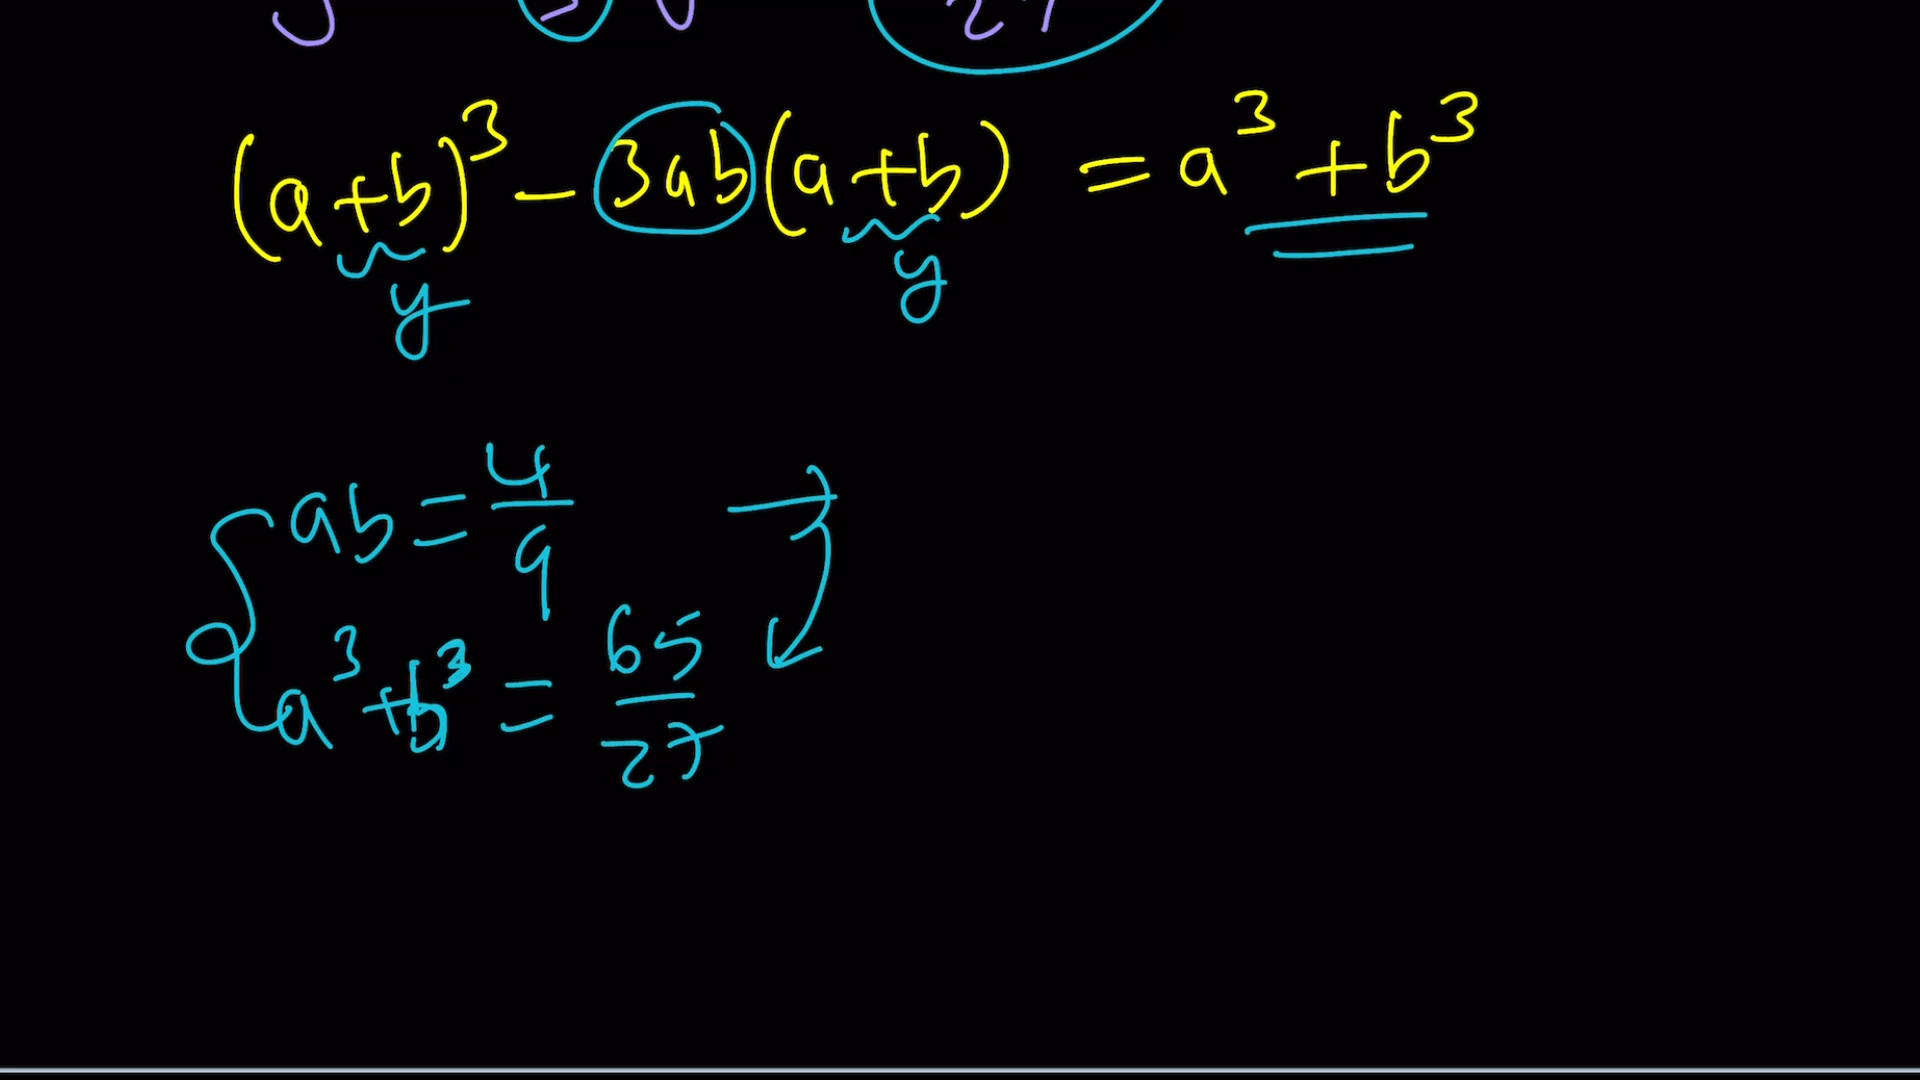 (a+b)³ - 3ab(a+b) = a³ + b³
y y
ab = 4/9
a³+b³ = 65/27